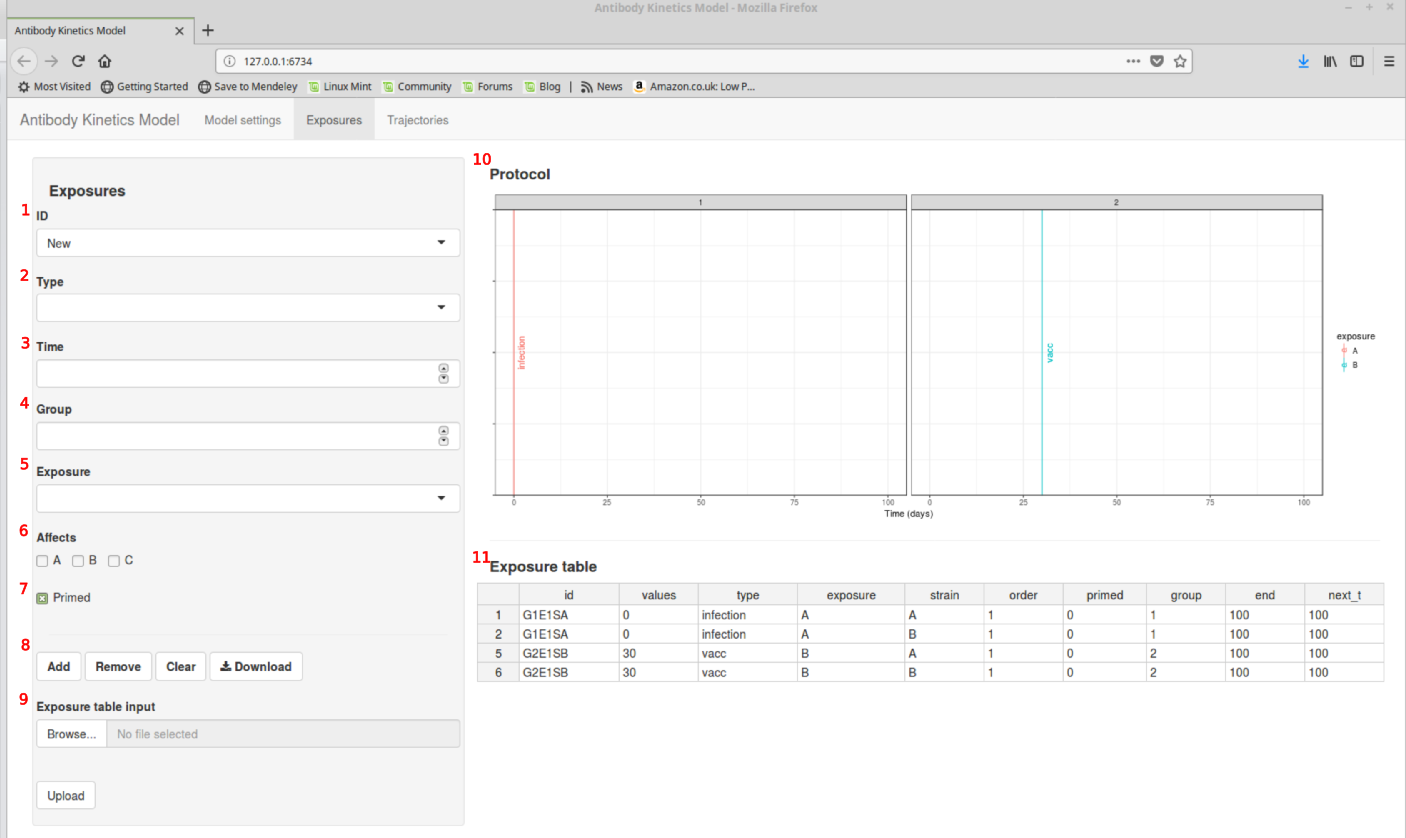 Antibody Kinetics Model - Mozilla Firefox
Antibody Kinetics Model
127.0.0.1:6734
Most Visited Getting Started Save to Mendeley Linux Mint Community Forums Blog | News Amazon.co.uk: Low P...
Antibody Kinetics Model Model settings Exposures Trajectories
Exposures
1 ID
New
2 Type
3 Time
4 Group
5 Exposure
6 Affects
A B C
7 Primed
8
Add Remove Clear Download
9 Exposure table input
Browse... No file selected
Upload
10
Protocol
1 2
infection
vacc
exposure
A
B
0 25 50 75 100 0 25 50 75 100
Time (days)
11
Exposure table
id values type exposure strain order primed group end next_t
1 G1E1SA 0 infection A A 1 0 1 100 100
2 G1E1SA 0 infection A B 1 0 1 100 100
5 G2E1SB 30 vacc B A 1 0 2 100 100
6 G2E1SB 30 vacc B B 1 0 2 100 100